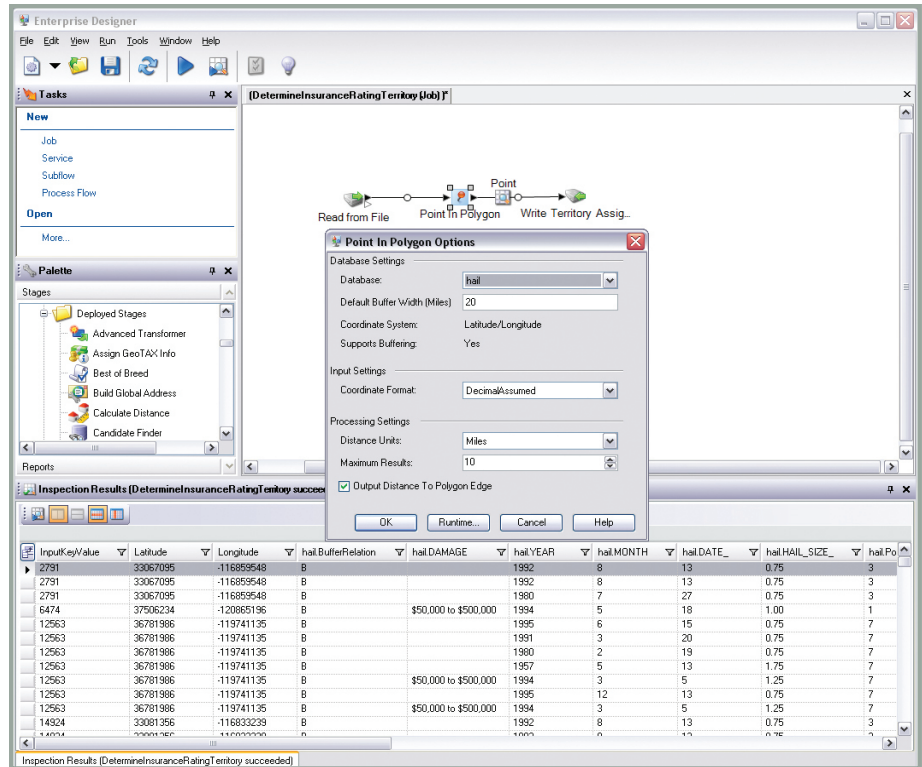 Enterprise Designer
File Edit View Run Tools Window Help
Tasks
New
Job
Service
Subflow
Process Flow
Open
More...
Palette
Stages
Deployed Stages
Advanced Transformer
Assign GeoTAX Info
Best of Breed
Build Global Address
Calculate Distance
Candidate Finder
Reports
(DetermineInsuranceRatingTerritory (Job) )*
Point
Read from File
Point In Polygon
Write Territory Assig...
Point In Polygon Options
Database Settings
Database: hail
Default Buffer Width (Miles) 20
Coordinate System: Latitude/Longitude
Supports Buffering: Yes
Input Settings
Coordinate Format: DecimalAssumed
Processing Settings
Distance Units: Miles
Maximum Results: 10
Output Distance To Polygon Edge
OK Runtime... Cancel Help
Inspection Results (DetermineInsuranceRatingTerritory
InputKeyValue Latitude Longitude hail.BufferRelation hail.DAMAGE hail.YEAR hail.MONTH hail.DATE_ hail.HAIL_SIZE_ hail.Po
2791 33067095 -116859548 B 1992 8 13 0.75 3
2791 33067095 -116859548 B 1992 8 13 0.75 3
2791 33067095 -116859548 B 1980 7 27 0.75 3
6474 37506234 -120865196 B $50,000 to $500,000 1994 5 18 1.00 1
12563 36781986 -119741135 B 1995 6 15 0.75 7
12563 36781986 -119741135 B 1991 3 20 0.75 7
12563 36781986 -119741135 B 1980 2 19 0.75 7
12563 36781986 -119741135 B 1957 5 13 1.75 7
12563 36781986 -119741135 B $50,000 to $500,000 1994 3 5 1.25 7
12563 36781986 -119741135 B 1995 12 13 0.75 7
12563 36781986 -119741135 B $50,000 to $500,000 1994 3 5 1.25 7
14924 33081356 -116833239 B 1992 8 13 0.75 3
Inspection Results (DetermineInsuranceRatingTerritory succeeded)